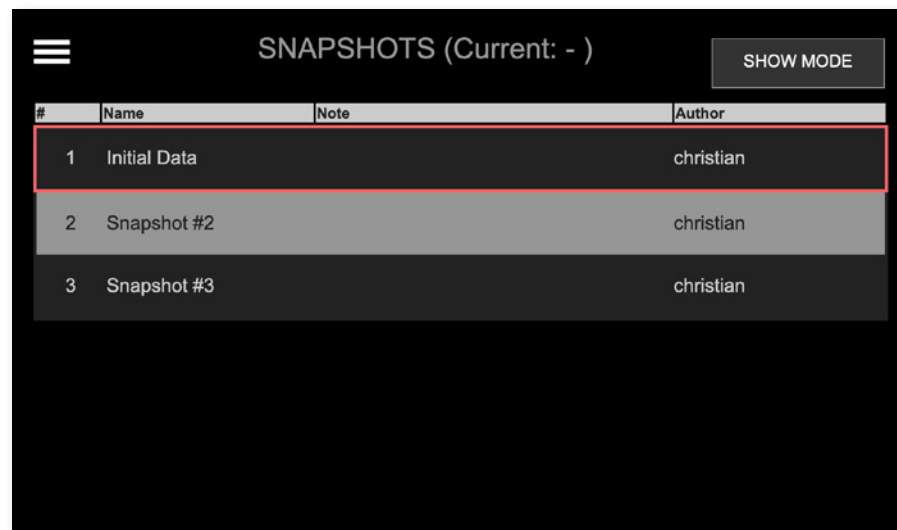 SNAPSHOTS (Current: - )
SHOW MODE
# Name Note Author
1 Initial Data christian
2 Snapshot #2 christian
3 Snapshot #3 christian